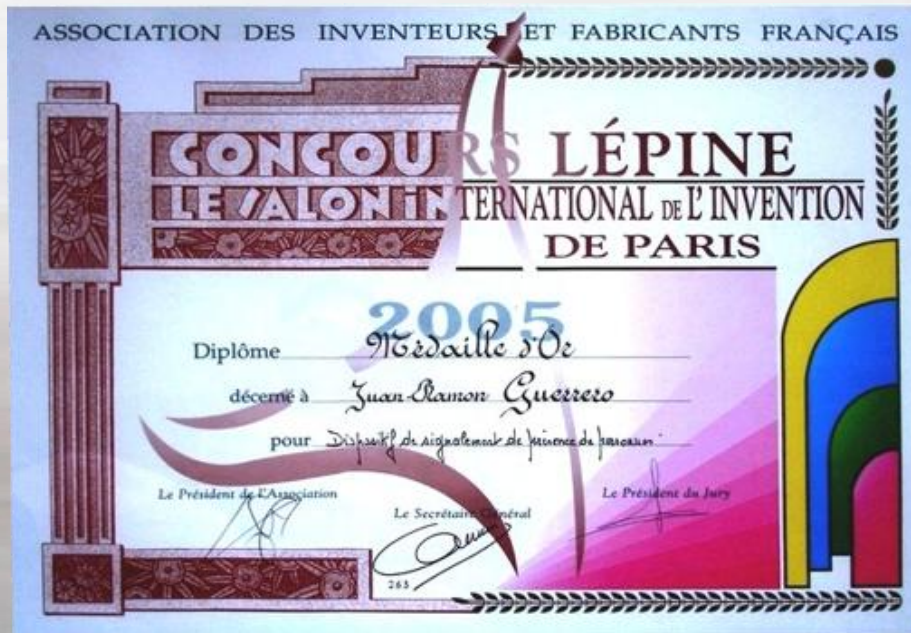 ASSOCIATION DES INVENTEURS ET FABRICANTS FRANÇAIS
CONCOURS LÉPINE
LE SALON INTERNATIONAL DE L'INVENTION
DE PARIS
2005
Diplôme Médaille d'Or
décerné à Juan-Ramon Guerrero
pour Dispositif de signalement de présence de
Le Président de l'Association
Le Secrétaire Général
Le Président du Jury
263